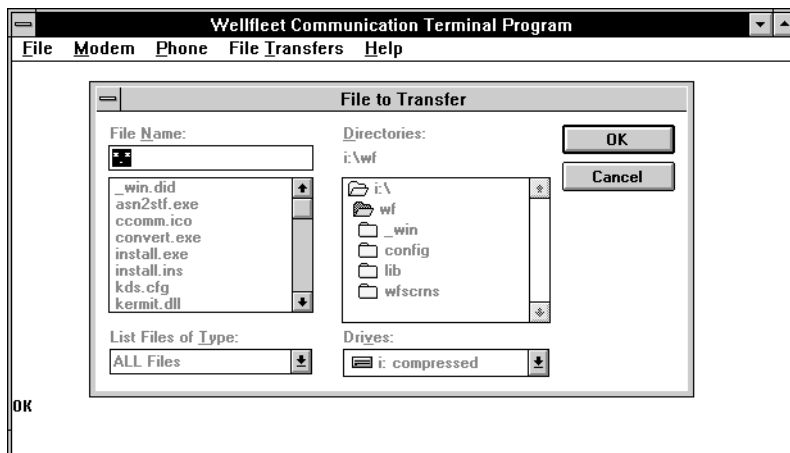 Wellfleet Communication Terminal Program
File Modem Phone File Transfers Help
File to Transfer
File Name:
*.*
_win.did
asn2stf.exe
ccomm.ico
convert.exe
install.exe
install.ins
kds.cfg
kermit.dll
List Files of Type:
ALL Files
Directories:
i:\wf
i:\
wf
_win
config
lib
wfscrns
Drives:
i: compressed
OK
Cancel
OK